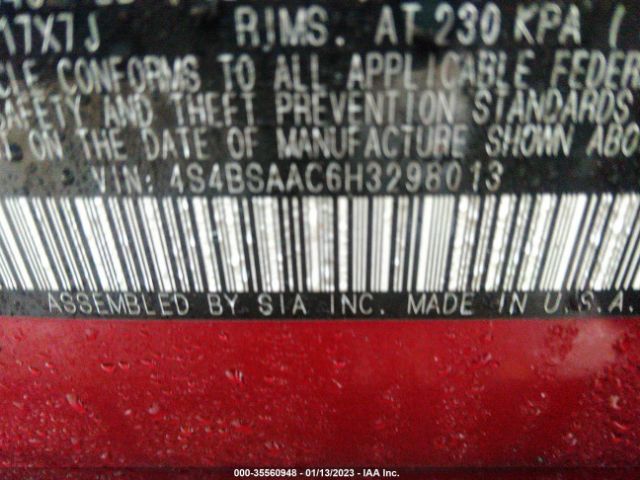 17X7J RIMS. AT 230 KPA (
CLE CONFORMS TO ALL APPLICABLE FEDER
SAFETY AND THEFT PREVENTION STANDARDS
ON THE DATE OF MANUFACTURE SHOWN ABO
VIN: 4S4BSAAC6H3298013
ASSEMBLED BY SIA INC. MADE IN U.S.A.
000-35560948 - 01/13/2023 - IAA Inc.